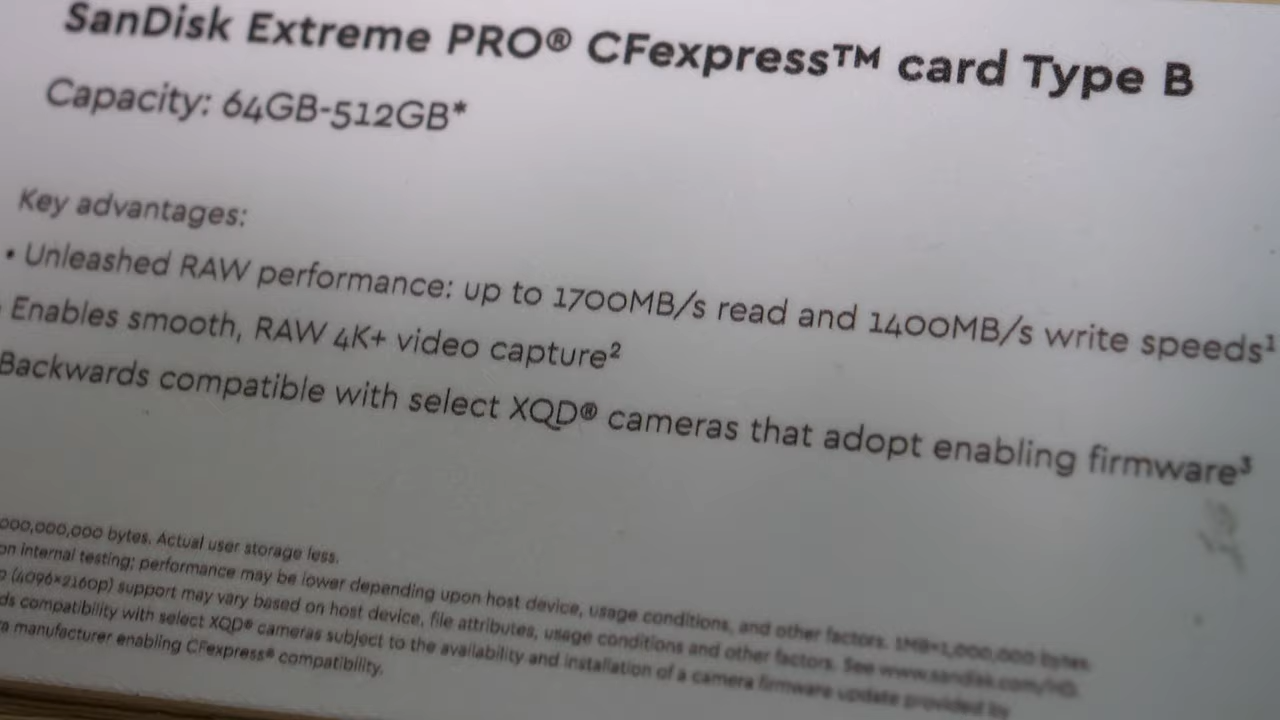 SanDisk Extreme PRO® CFexpress™ card Type B
Capacity: 64GB-512GB*
Key advantages:
• Unleashed RAW performance: up to 1700MB/s read and 1400MB/s write speeds¹
Enables smooth, RAW 4K+ video capture²
Backwards compatible with select XQD® cameras that adopt enabling firmware³
000,000,000 bytes. Actual user storage less.
on internal testing; performance may be lower depending upon host device, usage conditions, and other factors. 1MB=1,000,000 bytes.
(4096x2160p) support may vary based on host device, file attributes, usage conditions and other factors. See www.sandisk.com/HD.
ds compatibility with select XQD® cameras subject to the availability and installation of a camera firmware update provided by
a manufacturer enabling CFexpress® compatibility.